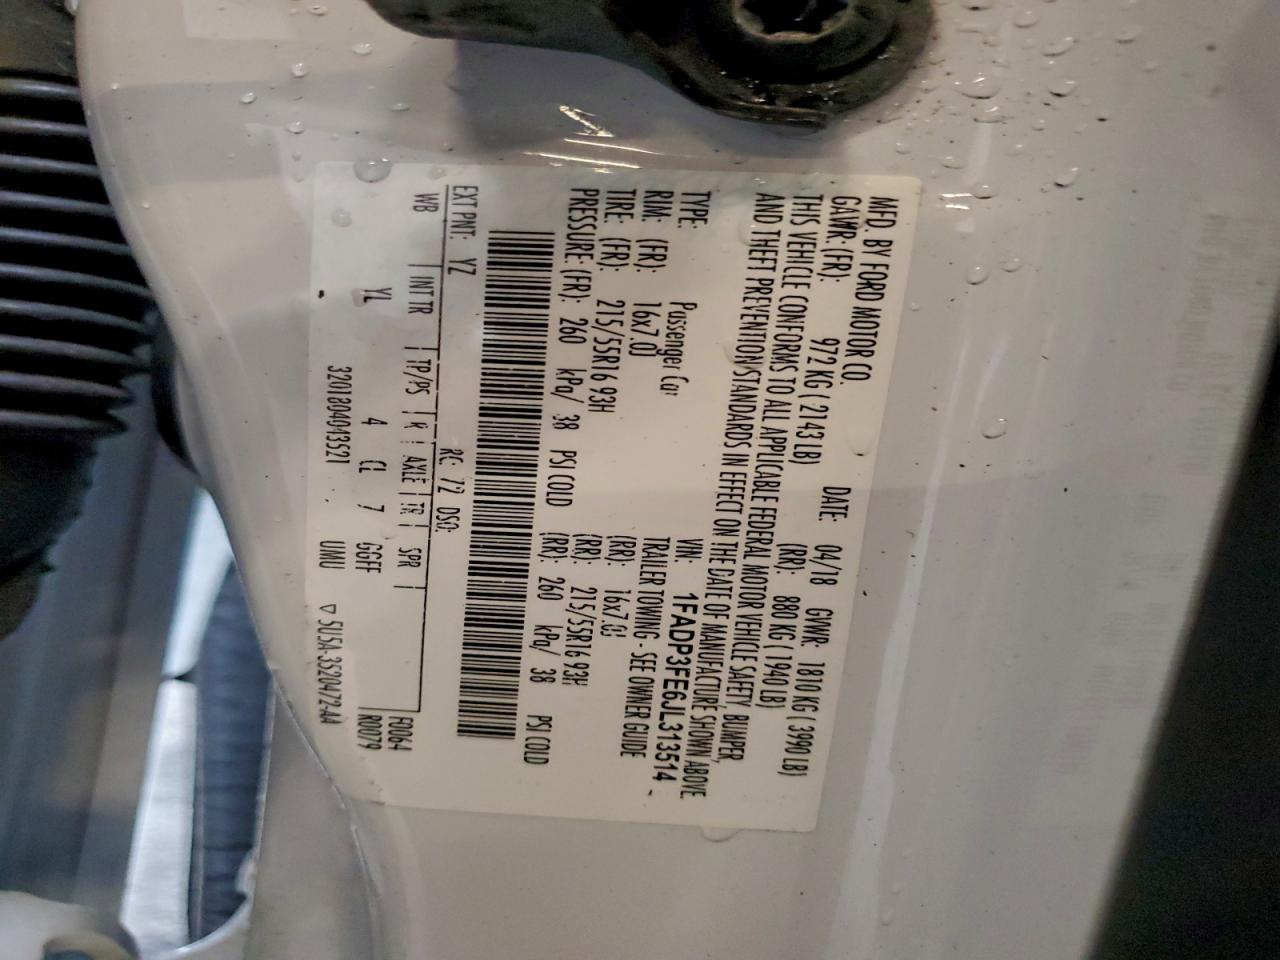 MFD. BY FORD MOTOR CO. DATE: 04/18 GVWR: 1810 KG ( 3990 LB)
GAWR: (FR): 972 KG ( 2143 LB) (RR): 880 KG ( 1940 LB)
THIS VEHICLE CONFORMS TO ALL APPLICABLE FEDERAL MOTOR VEHICLE SAFETY, BUMPER,
AND THEFT PREVENTION STANDARDS IN EFFECT ON THE DATE OF MANUFACTURE SHOWN ABOVE.
VIN: 1FADP3FE6JL313514
TYPE: Passenger Car TRAILER TOWING - SEE OWNER GUIDE
RIM: (FR): 16x7.0J (RR): 16x7.0J
TIRE: (FR): 215/55R16 93H (RR): 215/55R16 93H
PRESSURE (FR): 260 kPa/ 38 PSI COLD (RR): 260 kPa/ 38 PSI COLD
EXT PNT: YZ RC: 72 DSO: F0064
WB | INT TR | TP/PS | R | AXLE | TR | SPR | R0079
YL 4 CL 7 GGFF
3201804043521 UMU ▽ 5U5A-3520472-AA